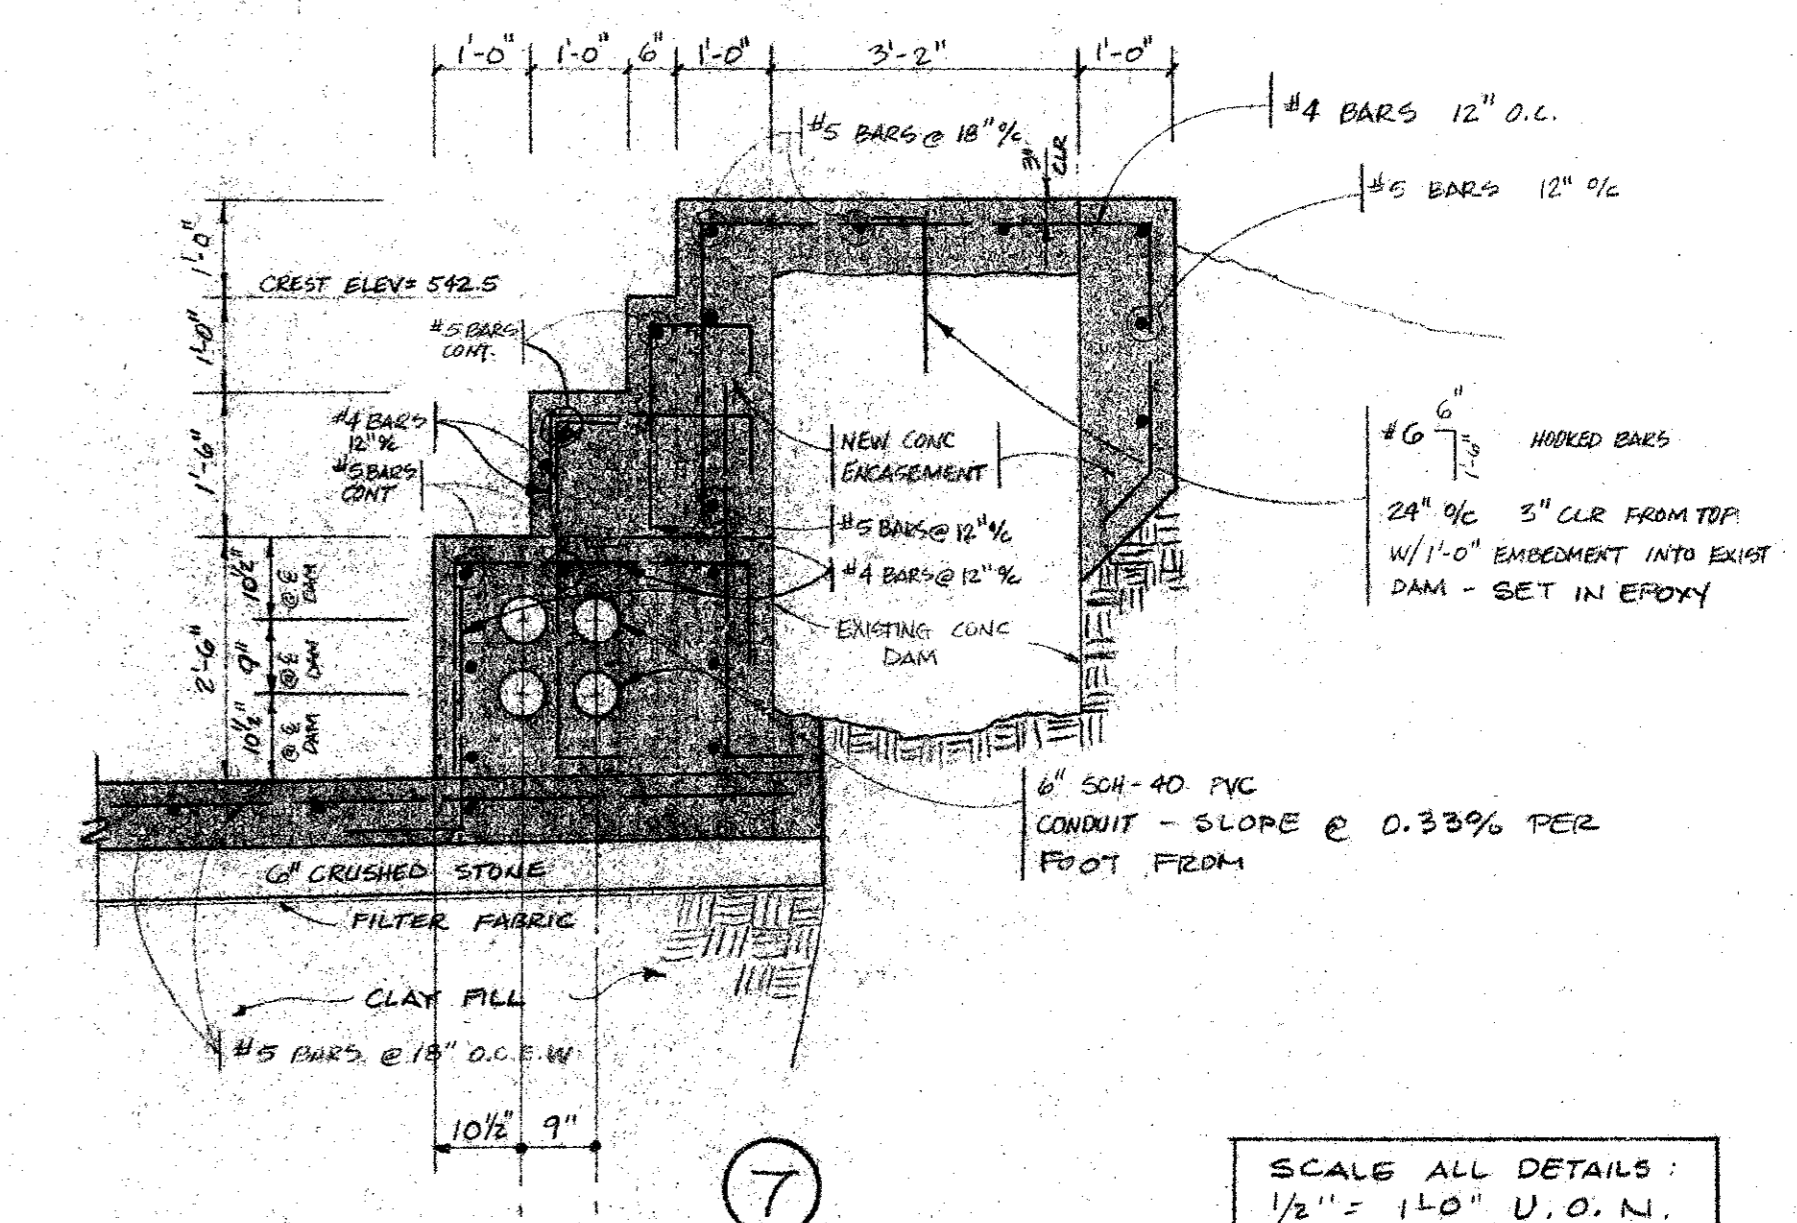 1'-0" 1'-0" 6" 1'-0" 3'-2" 1'-0"
#5 BARS @ 18" O/C
3" CLR
#4 BARS 12" O.C.
#5 BARS 12" O/C
1'-0"
CREST ELEV= 542.5
1'-0"
#5 BARS
CONT.
1'-6"
#4 BARS
12" O/C
#5 BARS
CONT
NEW CONC
ENCASEMENT
#6 6" 1'-6" HOOKED BARS
24" O/C 3" CLR FROM TOP
W/1'-0" EMBEDMENT INTO EXIST
DAM - SET IN EPOXY
#5 BARS @ 12" O/C
#4 BARS @ 12" O/C
EXISTING CONC
DAM
2'-6"
10½" @ ℄ DAM
9" @ ℄ DAM
10½" @ ℄ DAM
6" SCH-40 PVC
CONDUIT - SLOPE @ 0.33% PER
FOOT FROM
6" CRUSHED STONE
FILTER FABRIC
CLAY FILL
#5 BARS @ 18" O.C.E.W
10½" 9"
7
SCALE ALL DETAILS:
1/2" = 1'-0" U.O.N.